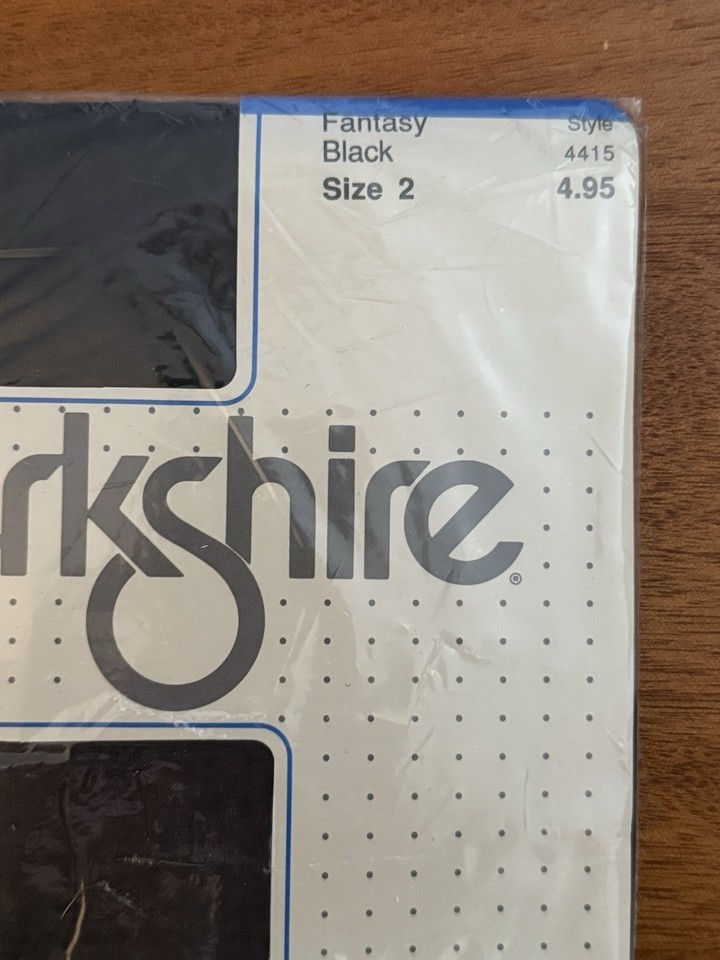 Fantasy Style
Black 4415
Size 2 4.95
rkshire®